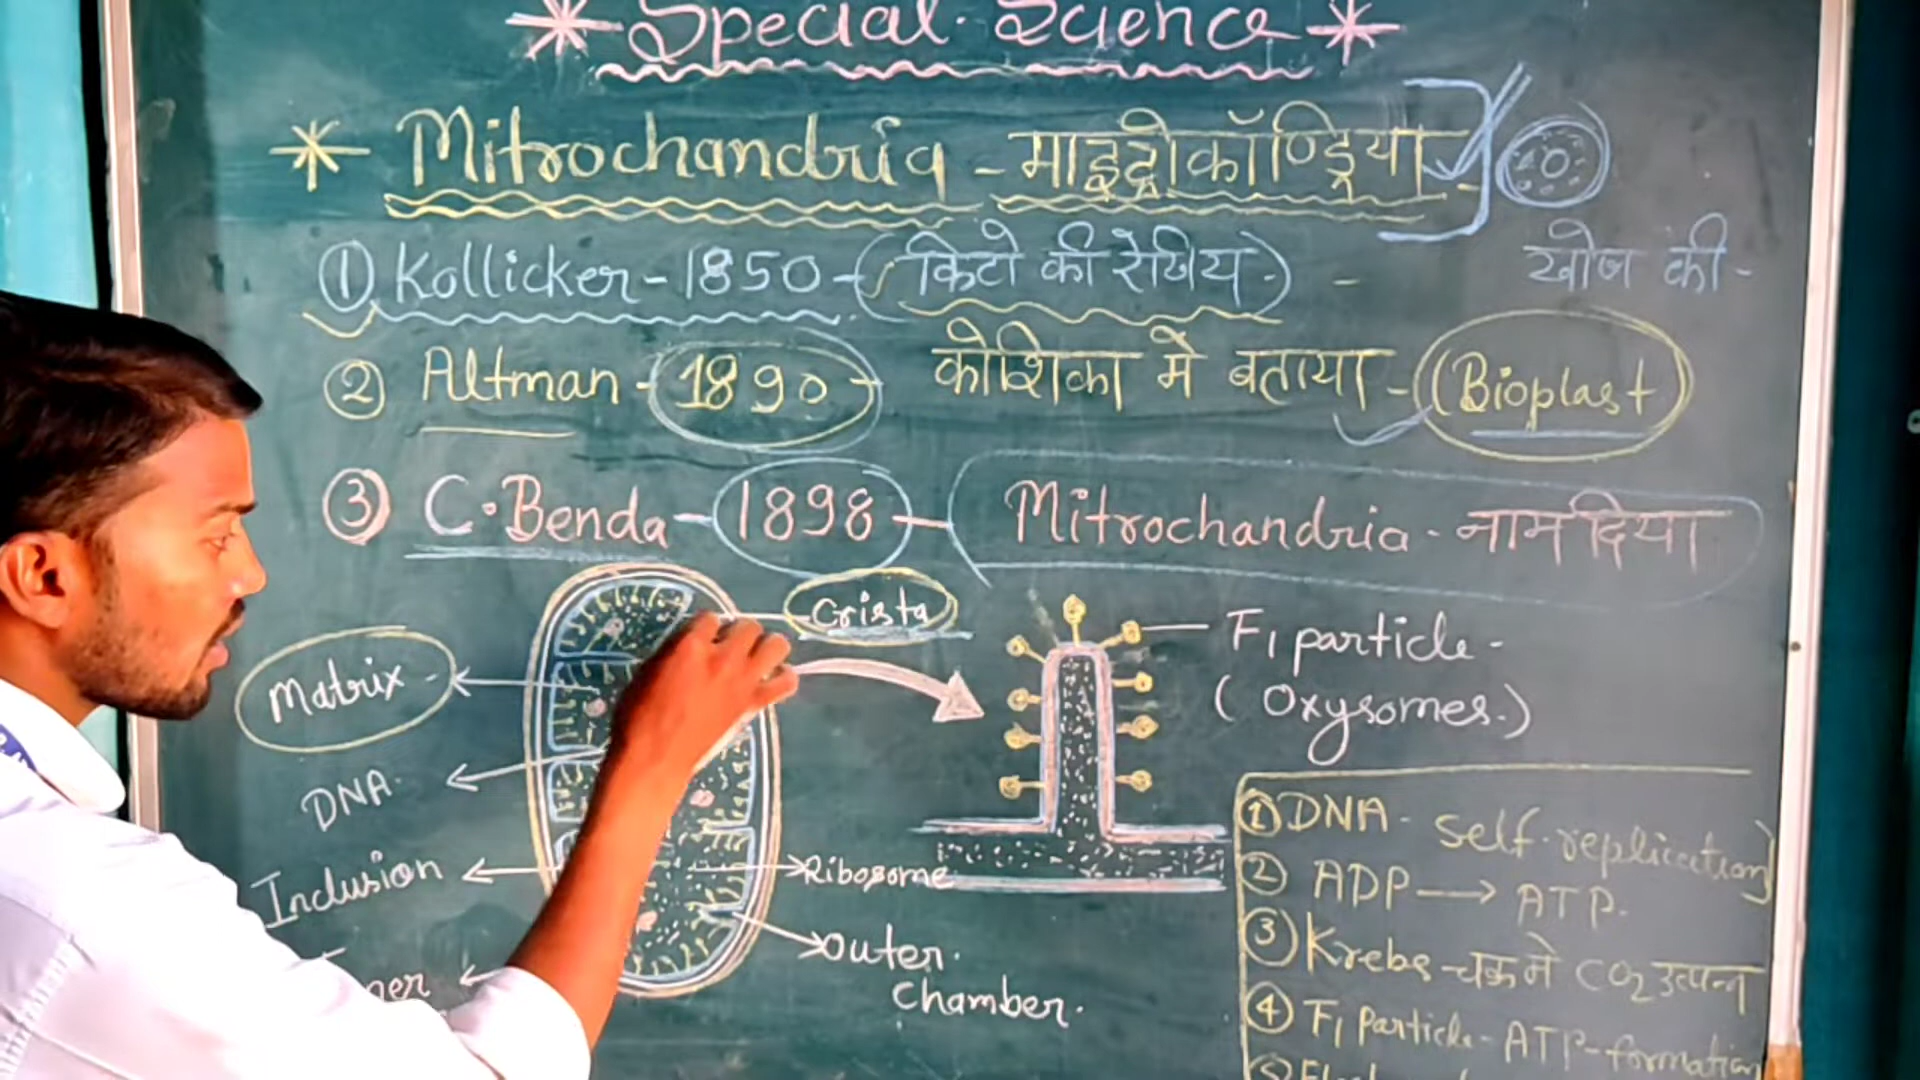 * Special Science *
* Mitrochandria - माइट्रोकॉण्ड्रिया -
① Kollicker - 1850 - (किटो की रेखिय.) - खोज की -
② Altman - 1890 - कोशिका में बताया - (Bioplast)
③ C. Benda - 1898 - Mitrochandria - नाम दिया
Crista
Matrix -
DNA.
Inclusion
ner
Ribosome
Outer.
Chamber.
F₁ particle -
(Oxysomes.)
① DNA - Self-replication
② ADP → ATP.
③ Krebs - चक्र में CO₂ उत्पन्न
④ F₁ Particle - ATP-formation
⑤